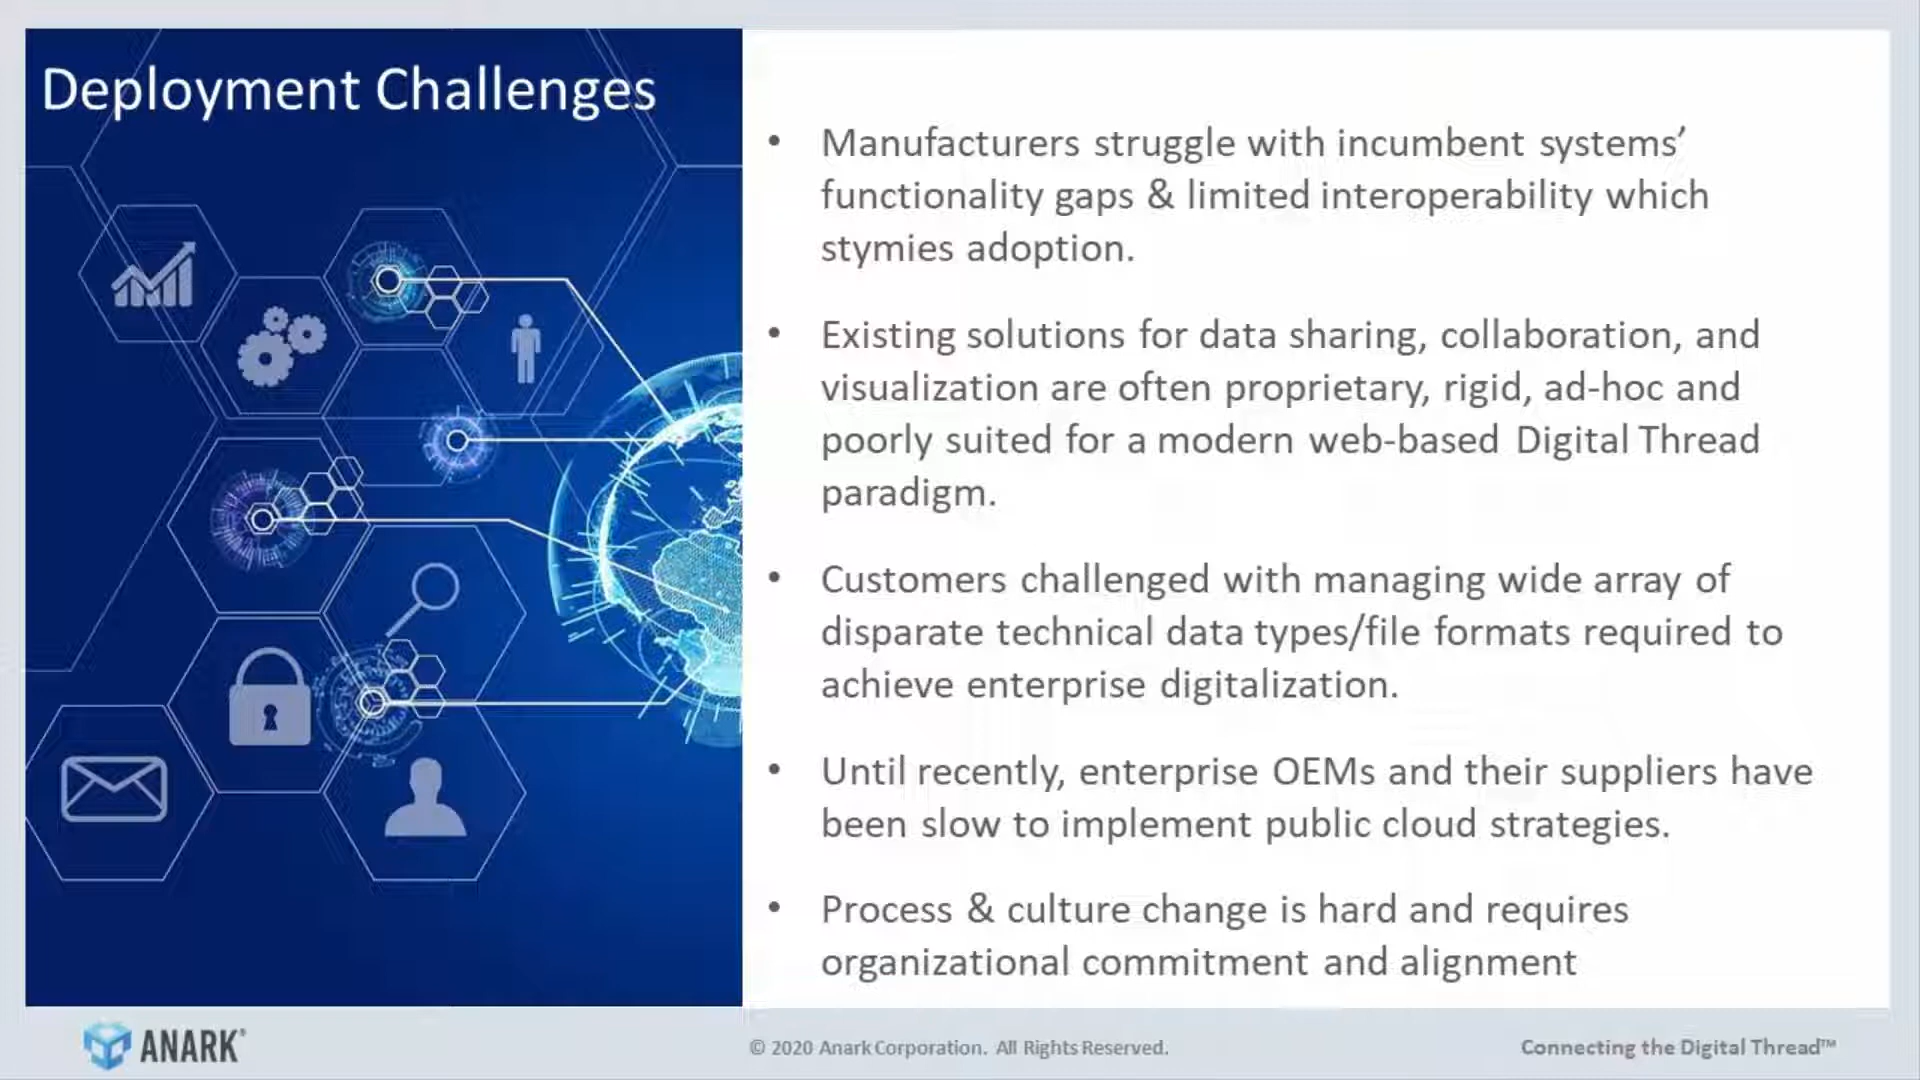 Deployment Challenges
• Manufacturers struggle with incumbent systems’
functionality gaps & limited interoperability which
stymies adoption.
• Existing solutions for data sharing, collaboration, and
visualization are often proprietary, rigid, ad-hoc and
poorly suited for a modern web-based Digital Thread
paradigm.
• Customers challenged with managing wide array of
disparate technical data types/file formats required to
achieve enterprise digitalization.
• Until recently, enterprise OEMs and their suppliers have
been slow to implement public cloud strategies.
• Process & culture change is hard and requires
organizational commitment and alignment
ANARK®
© 2020 Anark Corporation. All Rights Reserved.
Connecting the Digital Thread™